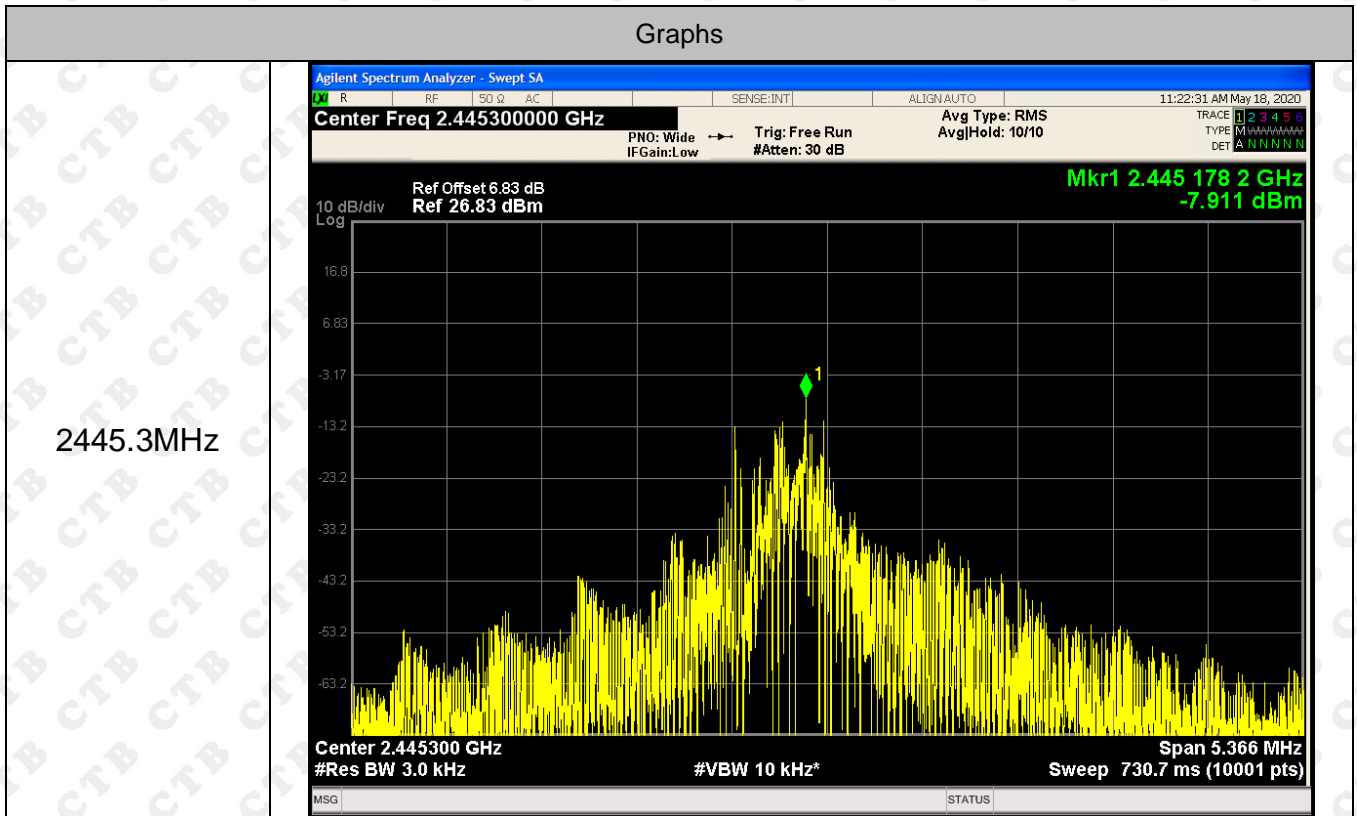 Graphs
2445.3MHz
Agilent Spectrum Analyzer - Swept SA
LXI R RF 50 Ω AC SENSE:INT ALIGN AUTO 11:22:31 AM May 18, 2020
Center Freq 2.445300000 GHz
PNO: Wide
IFGain:Low
Trig: Free Run
#Atten: 30 dB
Avg Type: RMS
Avg|Hold: 10/10
TRACE 1 2 3 4 5 6
TYPE M WWWWW
DET A N N N N N
Mkr1 2.445 178 2 GHz
-7.911 dBm
Ref Offset 6.83 dB
10 dB/div Ref 26.83 dBm
Log
16.8
6.83
-3.17
1
-13.2
-23.2
-33.2
-43.2
-53.2
-63.2
Center 2.445300 GHz Span 5.366 MHz
#Res BW 3.0 kHz #VBW 10 kHz* Sweep 730.7 ms (10001 pts)
MSG STATUS
CTB